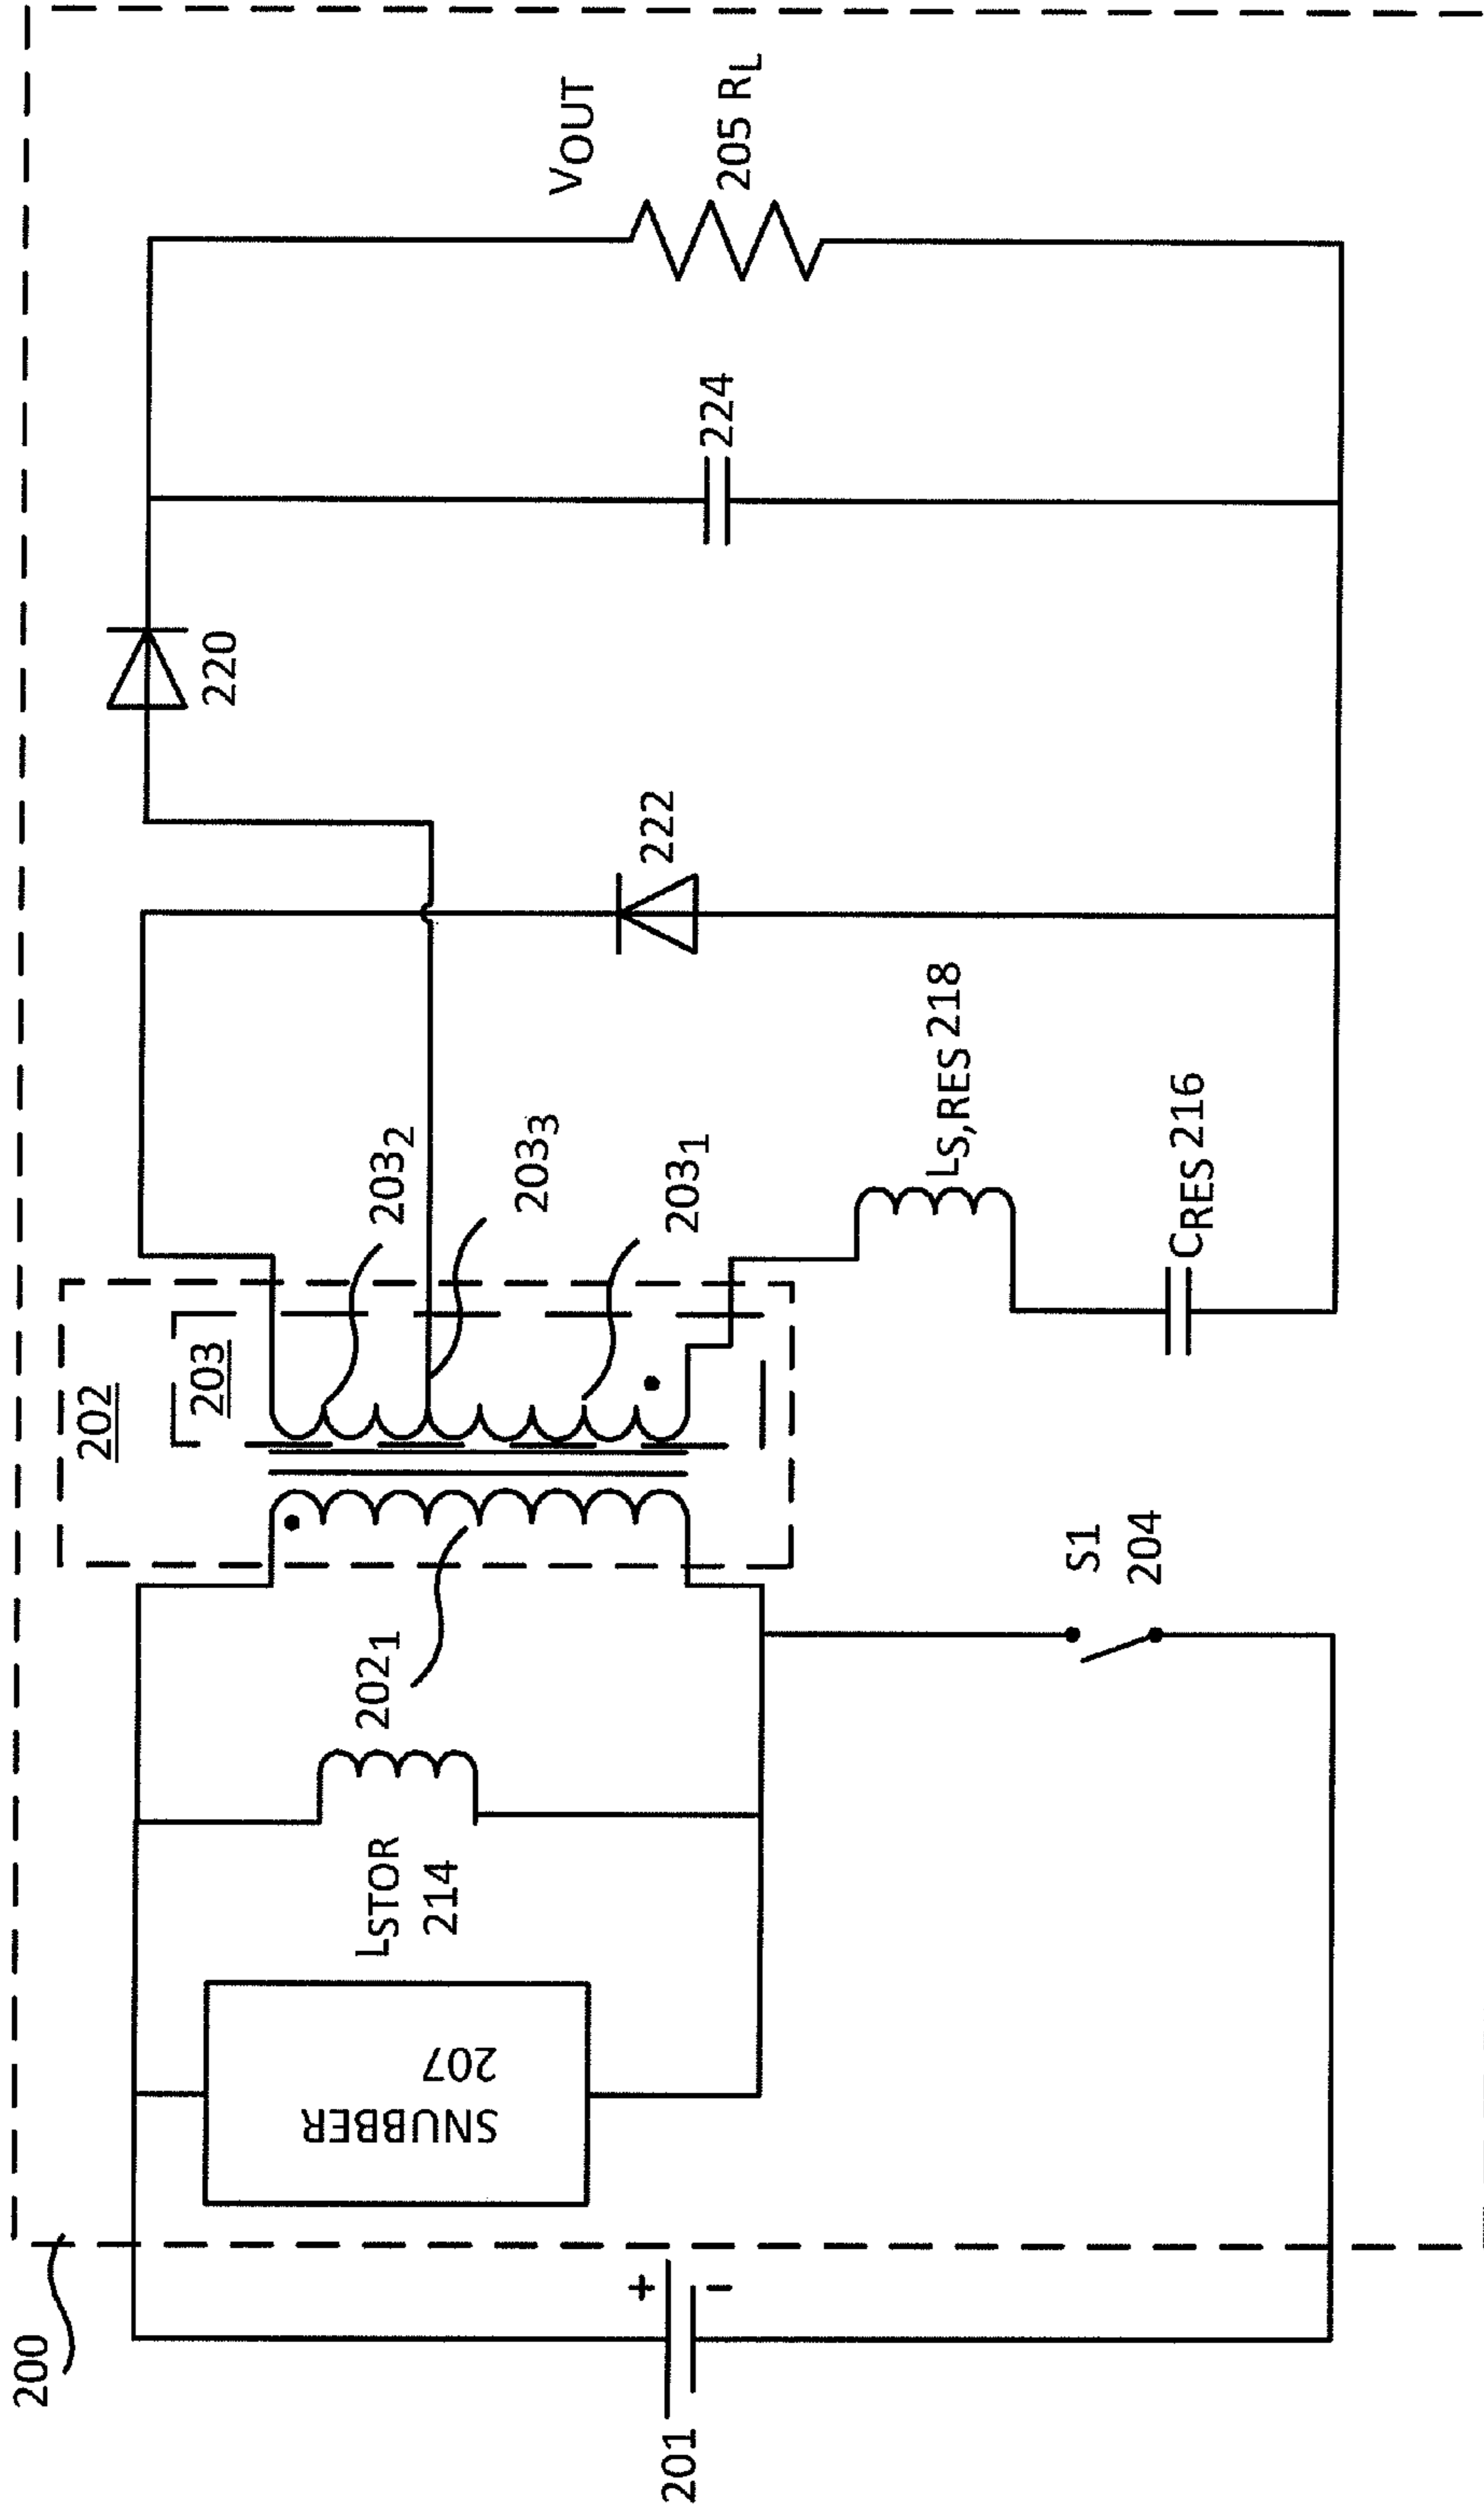 200
201
SNUBBER
207
LSTOR
214
202₁
202
203
203₂
203₃
203₁
S1
204
LS,RES 218
CRES 216
222
220
224
VOUT
205 RL
+
−